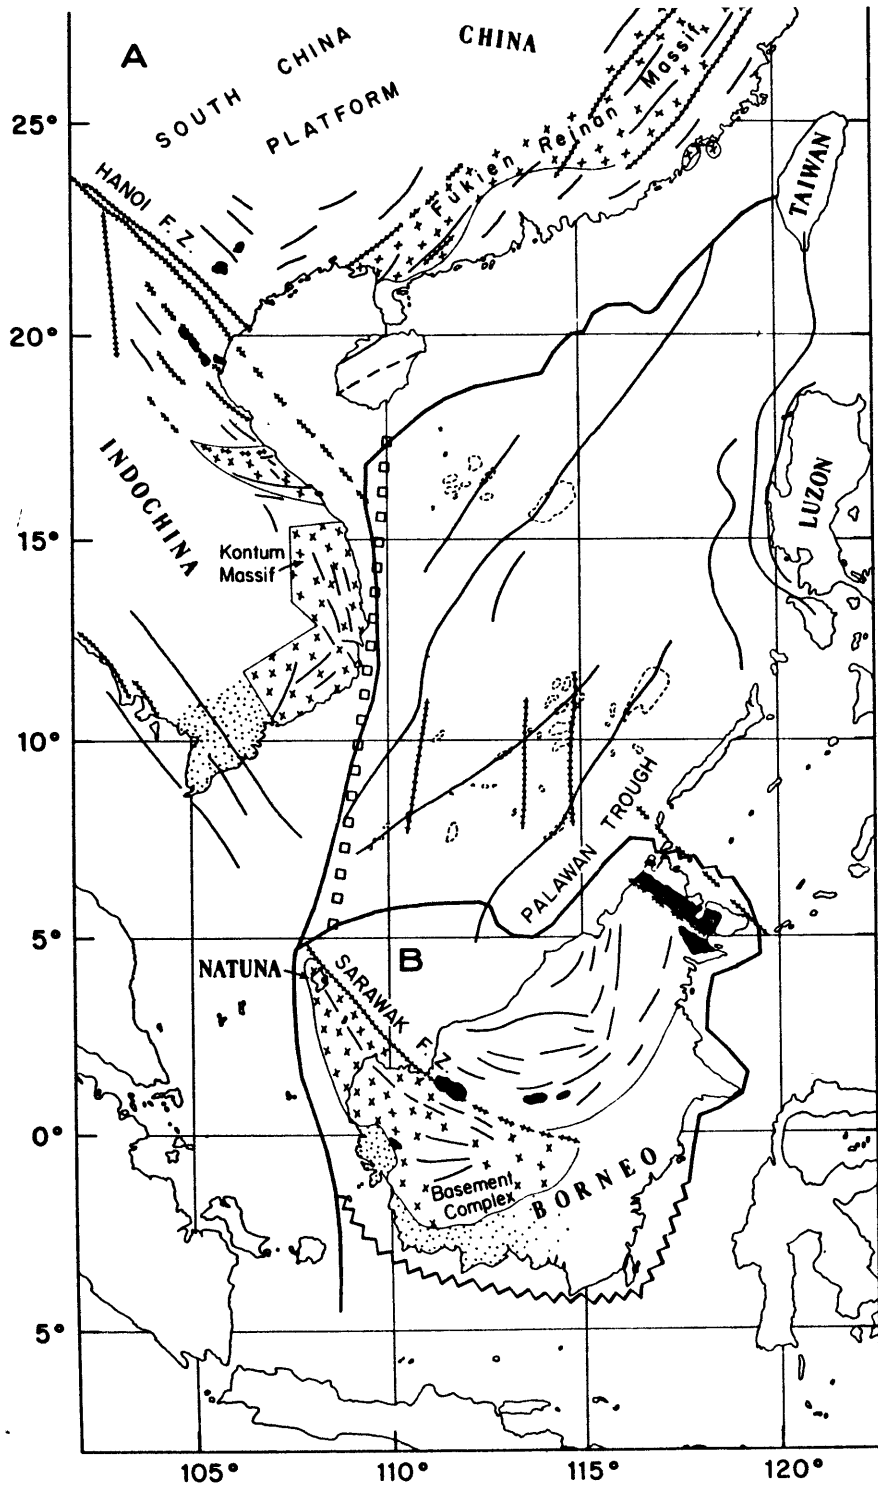 A
CHINA
SOUTH CHINA
PLATFORM
Fukien Reinan Massif
25°
TAIWAN
HANOI F. Z.
20°
INDOCHINA
LUZON
15°
Kontum
Massif
10°
PALAWAN TROUGH
5°
B
NATUNA
SARAWAK F Z
0°
BORNEO
Basement
Complex
5°
105°
110°
115°
120°